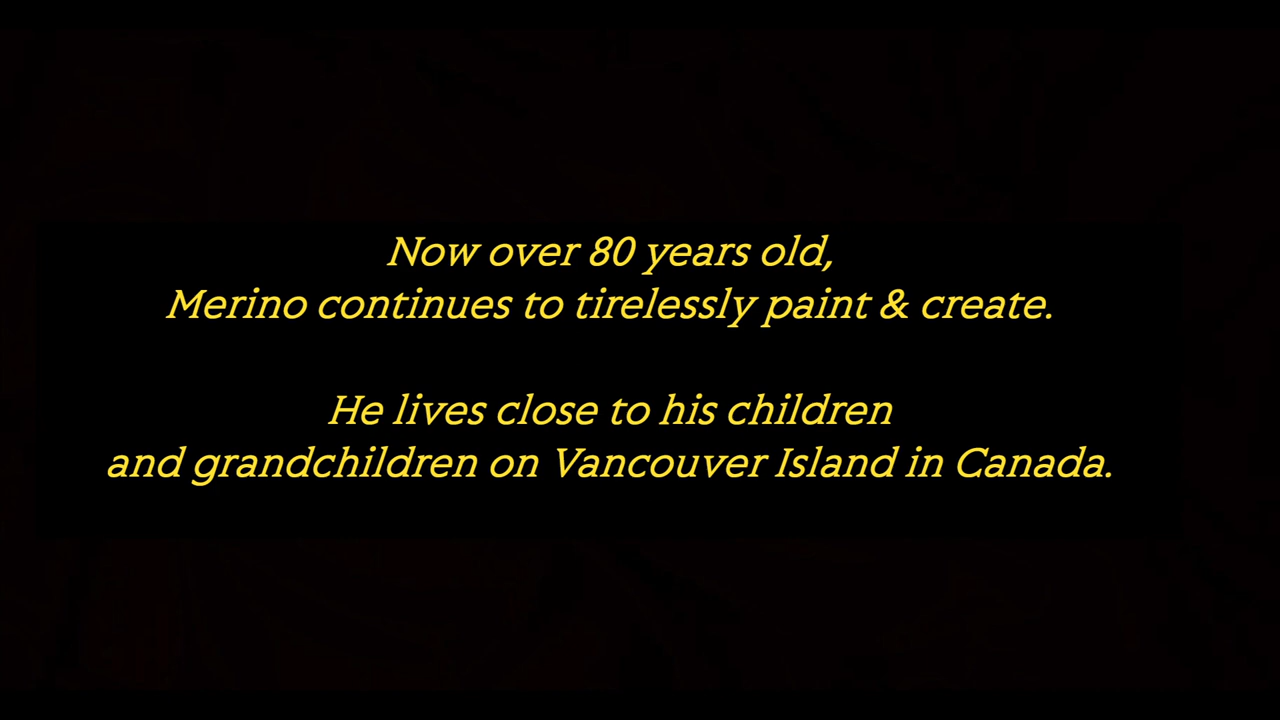 Now over 80 years old,
Merino continues to tirelessly paint & create.
He lives close to his children
and grandchildren on Vancouver Island in Canada.